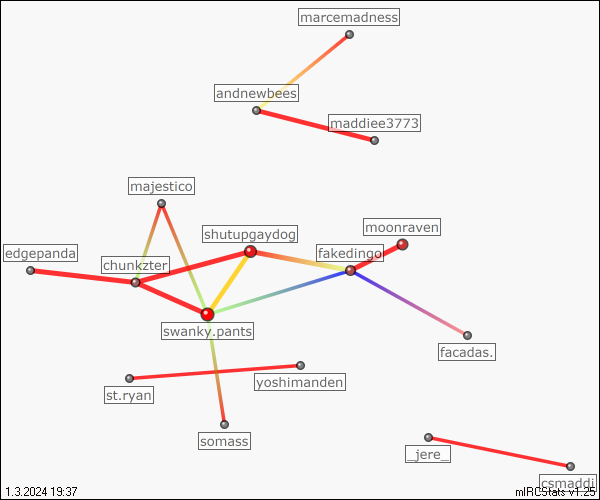 marcemadness
andnewbees
maddiee3773
majestico
shutupgaydog
moonraven
edgepanda
chunkzter
fakedingo
swanky.pants
facadas.
yoshimanden
st.ryan
somass
_jere_
csmaddi
1.3.2024 19:37
mIRCStats v1.25